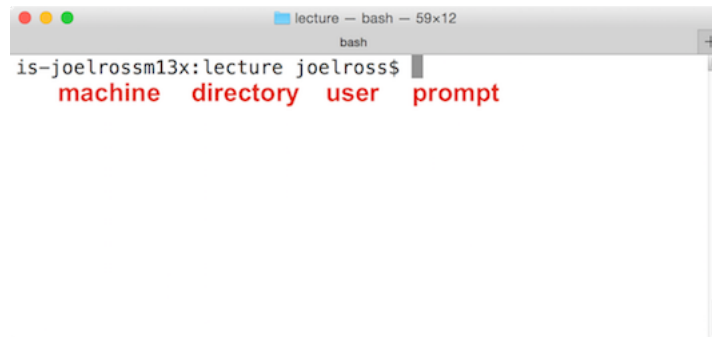 lecture — bash — 59×12
bash
+
is-joelrossm13x:lecture joelross$
machine directory user prompt